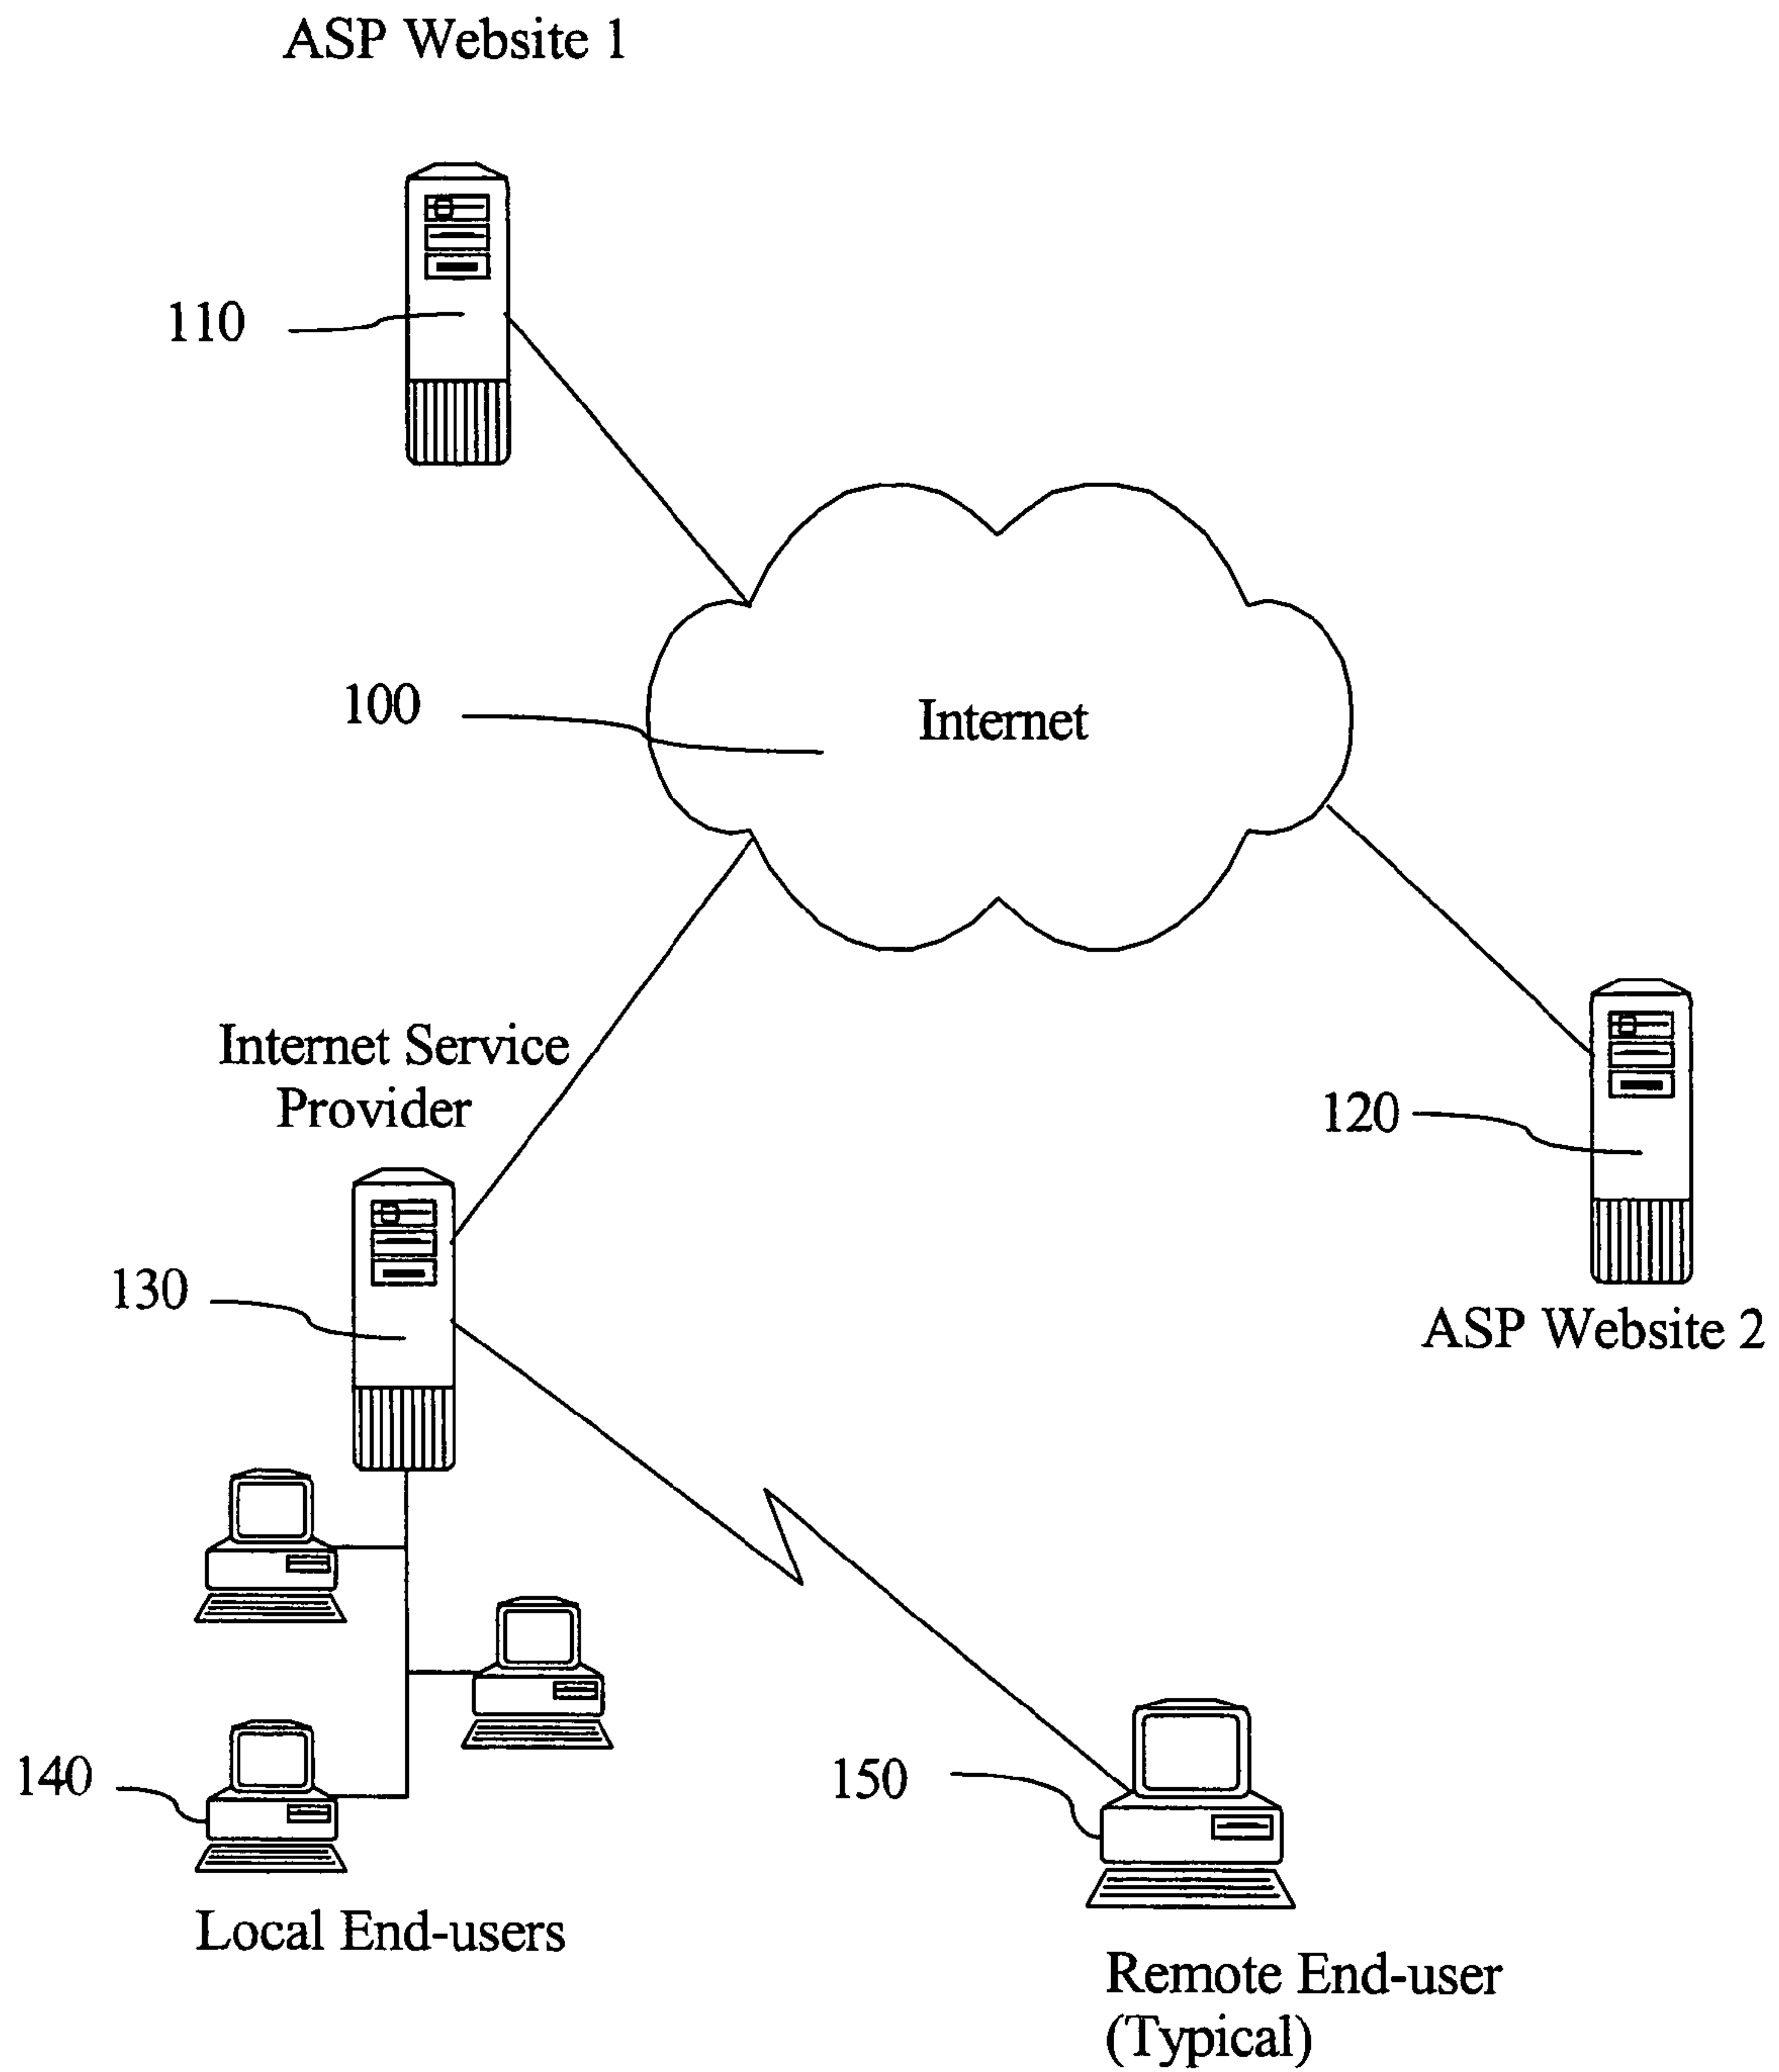 ASP Website 1
110
100
Internet
Internet Service
Provider
120
130
ASP Website 2
140
150
Local End-users
Remote End-user
(Typical)